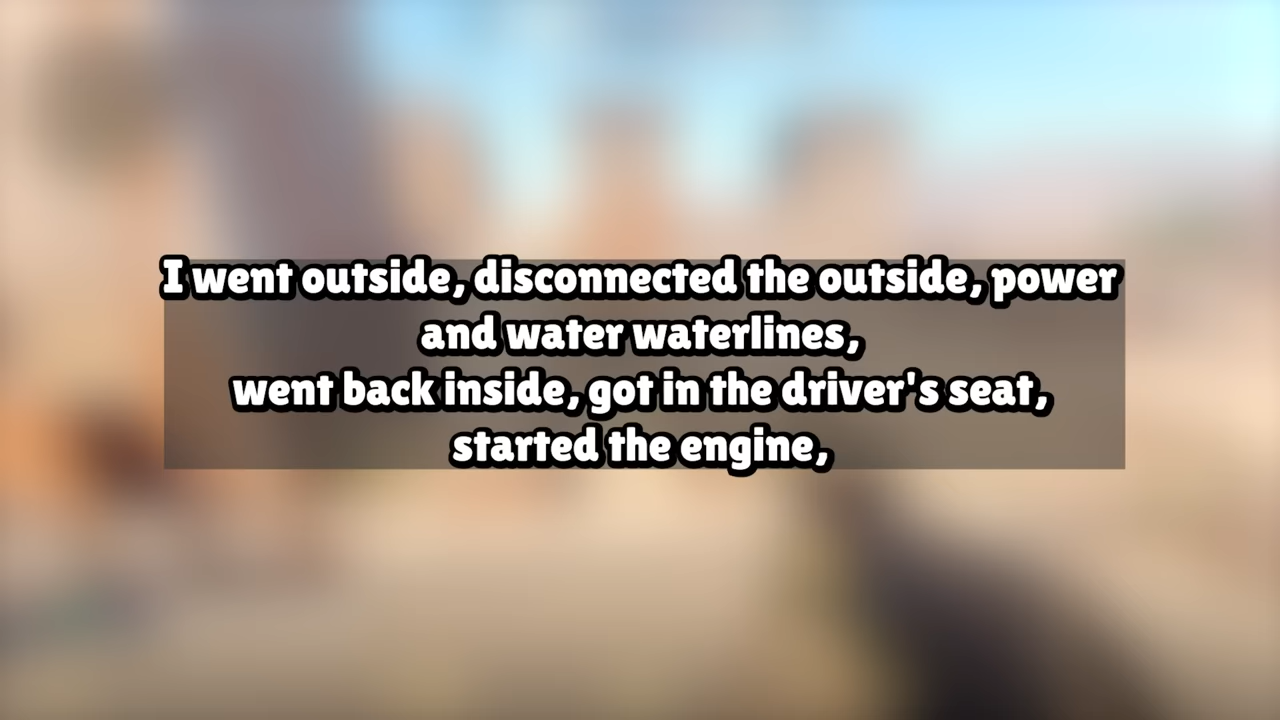 I went outside, disconnected the outside, power
and water waterlines,
went back inside, got in the driver's seat,
started the engine,